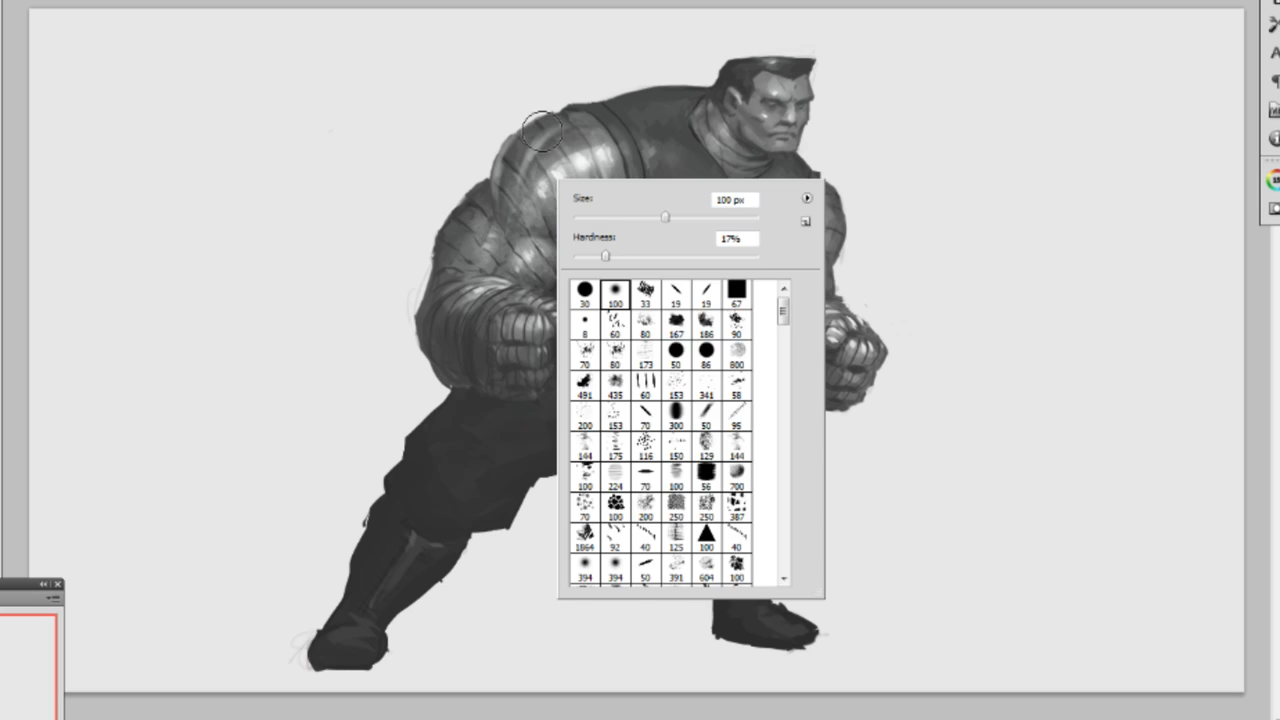 Size: 100 px
Hardness: 17%
30 100 33 19 19 67
8 60 80 167 186 90
70 80 173 50 86 800
491 435 60 153 341 58
200 153 70 300 50 95
144 175 116 150 129 144
100 224 70 100 56 700
70 100 200 250 250 387
1864 92 40 125 100 40
394 394 50 391 604 100